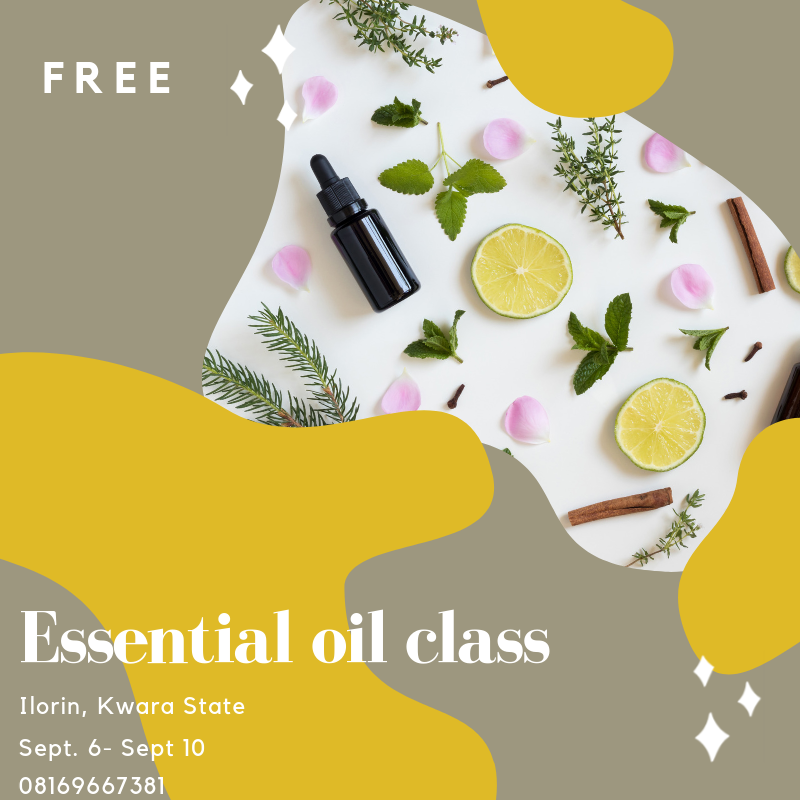 FREE
Essential oil class
Ilorin, Kwara State
Sept. 6- Sept 10
08169667381